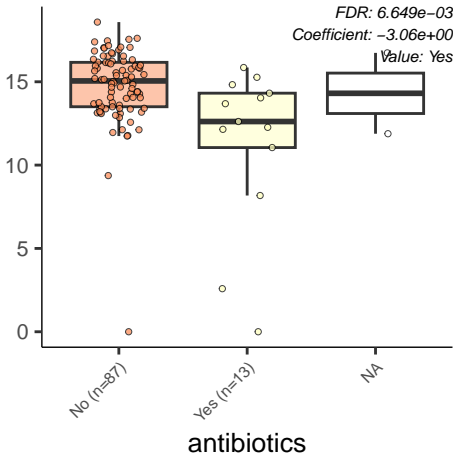 FDR: 6.649e−03
Coefficient: −3.06e+00
Value: Yes
15
10
5
0
No (n=87)
Yes (n=13)
NA
antibiotics